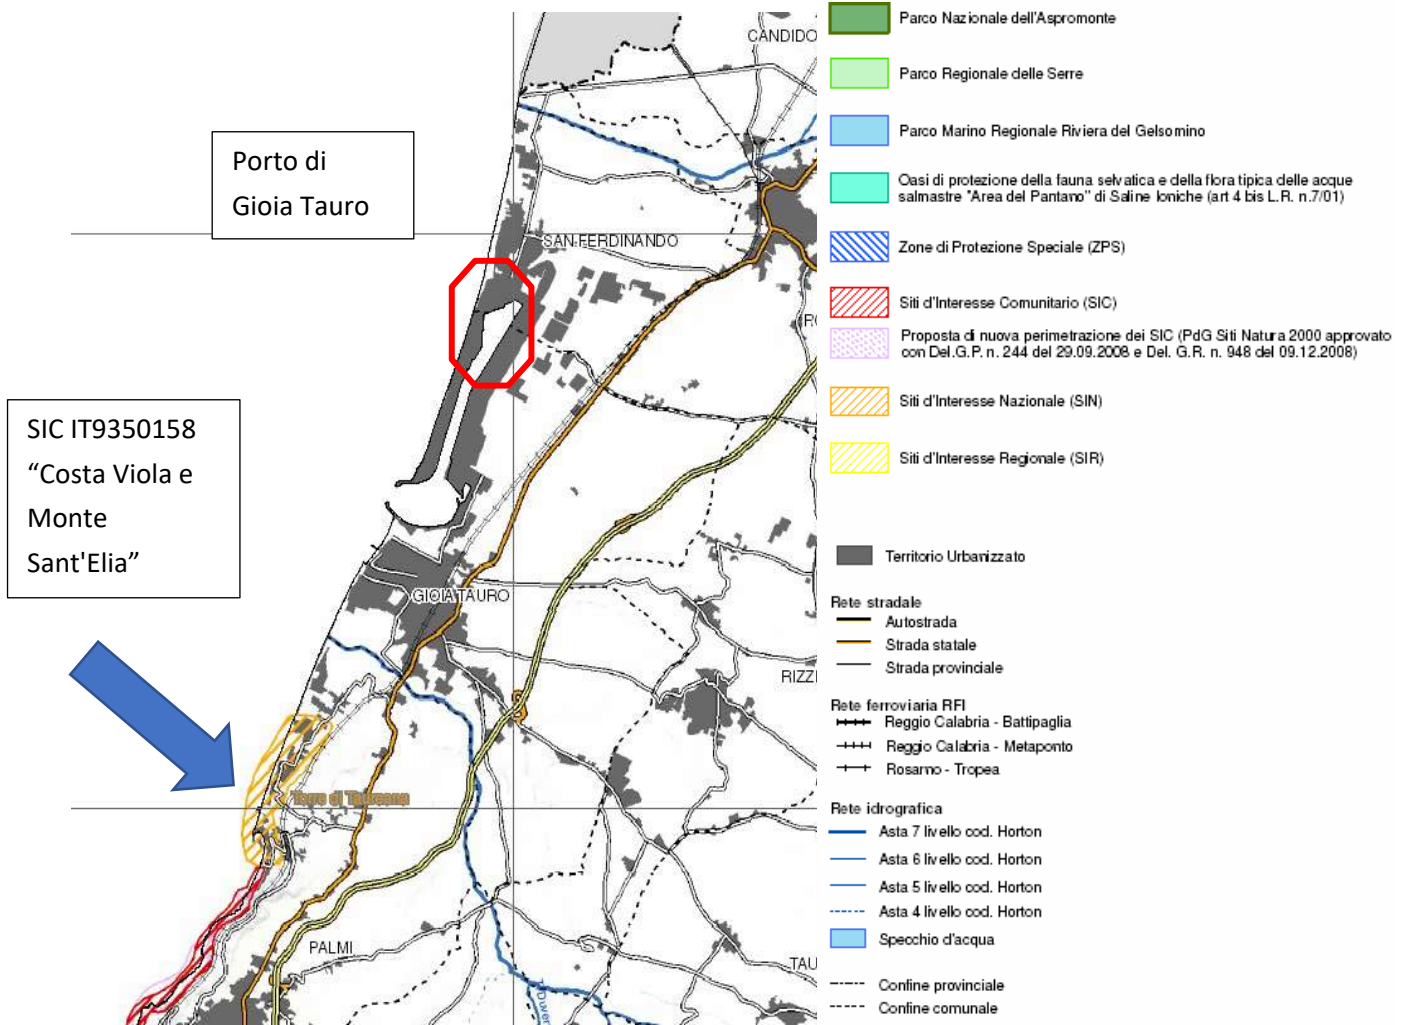 Porto di
Gioia Tauro
SIC IT9350158
“Costa Viola e
Monte
Sant'Elia”
CANDIDO
SAN FERDINANDO
GIOIA TAURO
RIZZI
Torre di Taureana
PALMI
TAU
Parco Nazionale dell'Aspromonte
Parco Regionale delle Serre
Parco Marino Regionale Riviera del Gelsomino
Oasi di protezione della fauna selvatica e della flora tipica delle acque
salmastre "Area del Pantano" di Saline Ioniche (art 4 bis L.R. n.7/01)
Zone di Protezione Speciale (ZPS)
Siti d'Interesse Comunitario (SIC)
Proposta di nuova perimetrazione dei SIC (PdG Siti Natura 2000 approvato
con Del.G.P. n. 244 del 29.09.2008 e Del. G.R. n. 948 del 09.12.2008)
Siti d'Interesse Nazionale (SIN)
Siti d'Interesse Regionale (SIR)
Territorio Urbanizzato
Rete stradale
Autostrada
Strada statale
Strada provinciale
Rete ferroviaria RFI
Reggio Calabria - Battipaglia
Reggio Calabria - Metaponto
Rosarno - Tropea
Rete idrografica
Asta 7 livello cod. Horton
Asta 6 livello cod. Horton
Asta 5 livello cod. Horton
Asta 4 livello cod. Horton
Specchio d'acqua
Confine provinciale
Confine comunale